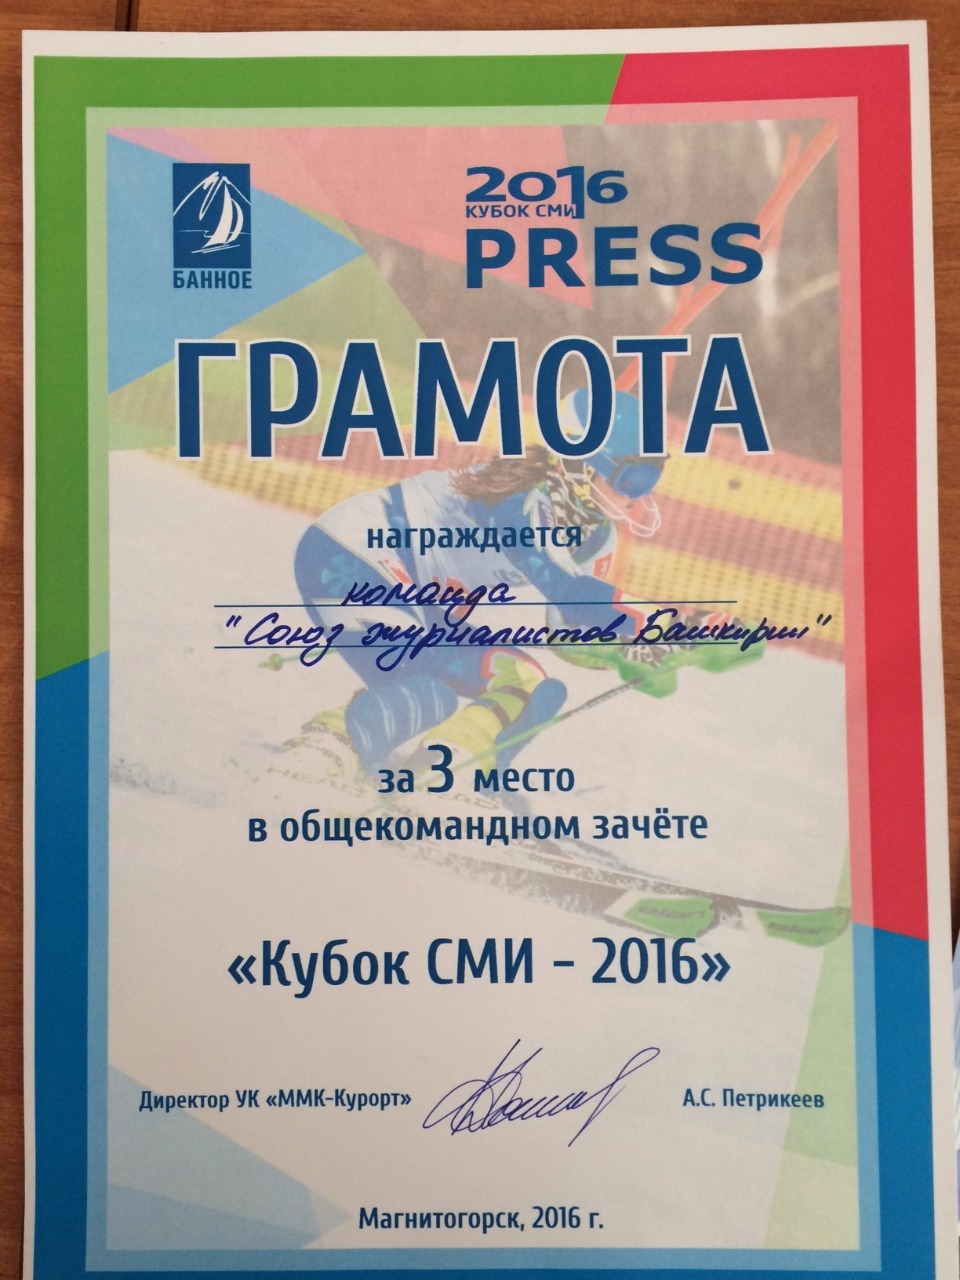 БАННОЕ
2016
КУБОК СМИ
PRESS
ГРАМОТА
награждается
команда
"Союз журналистов Башкирии"
за 3 место
в общекомандном зачёте
«Кубок СМИ - 2016»
Директор УК «ММК-Курорт» А.С. Петрикеев
Магнитогорск, 2016 г.